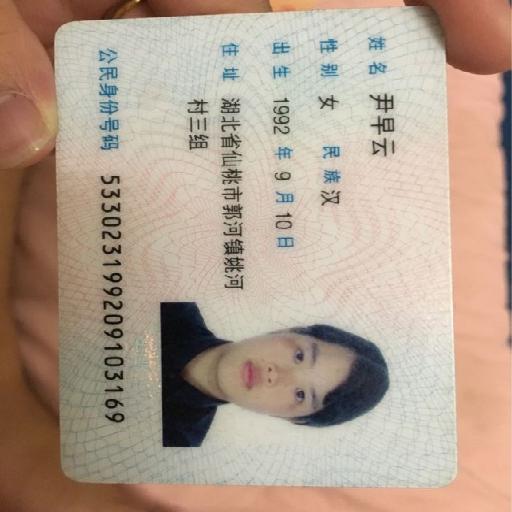 姓名 尹早云
性别 女 民族 汉
出生 1992 年 9 月 10 日
住址 湖北省仙桃市郭河镇姚河
村三组
公民身份号码 533023199209103169